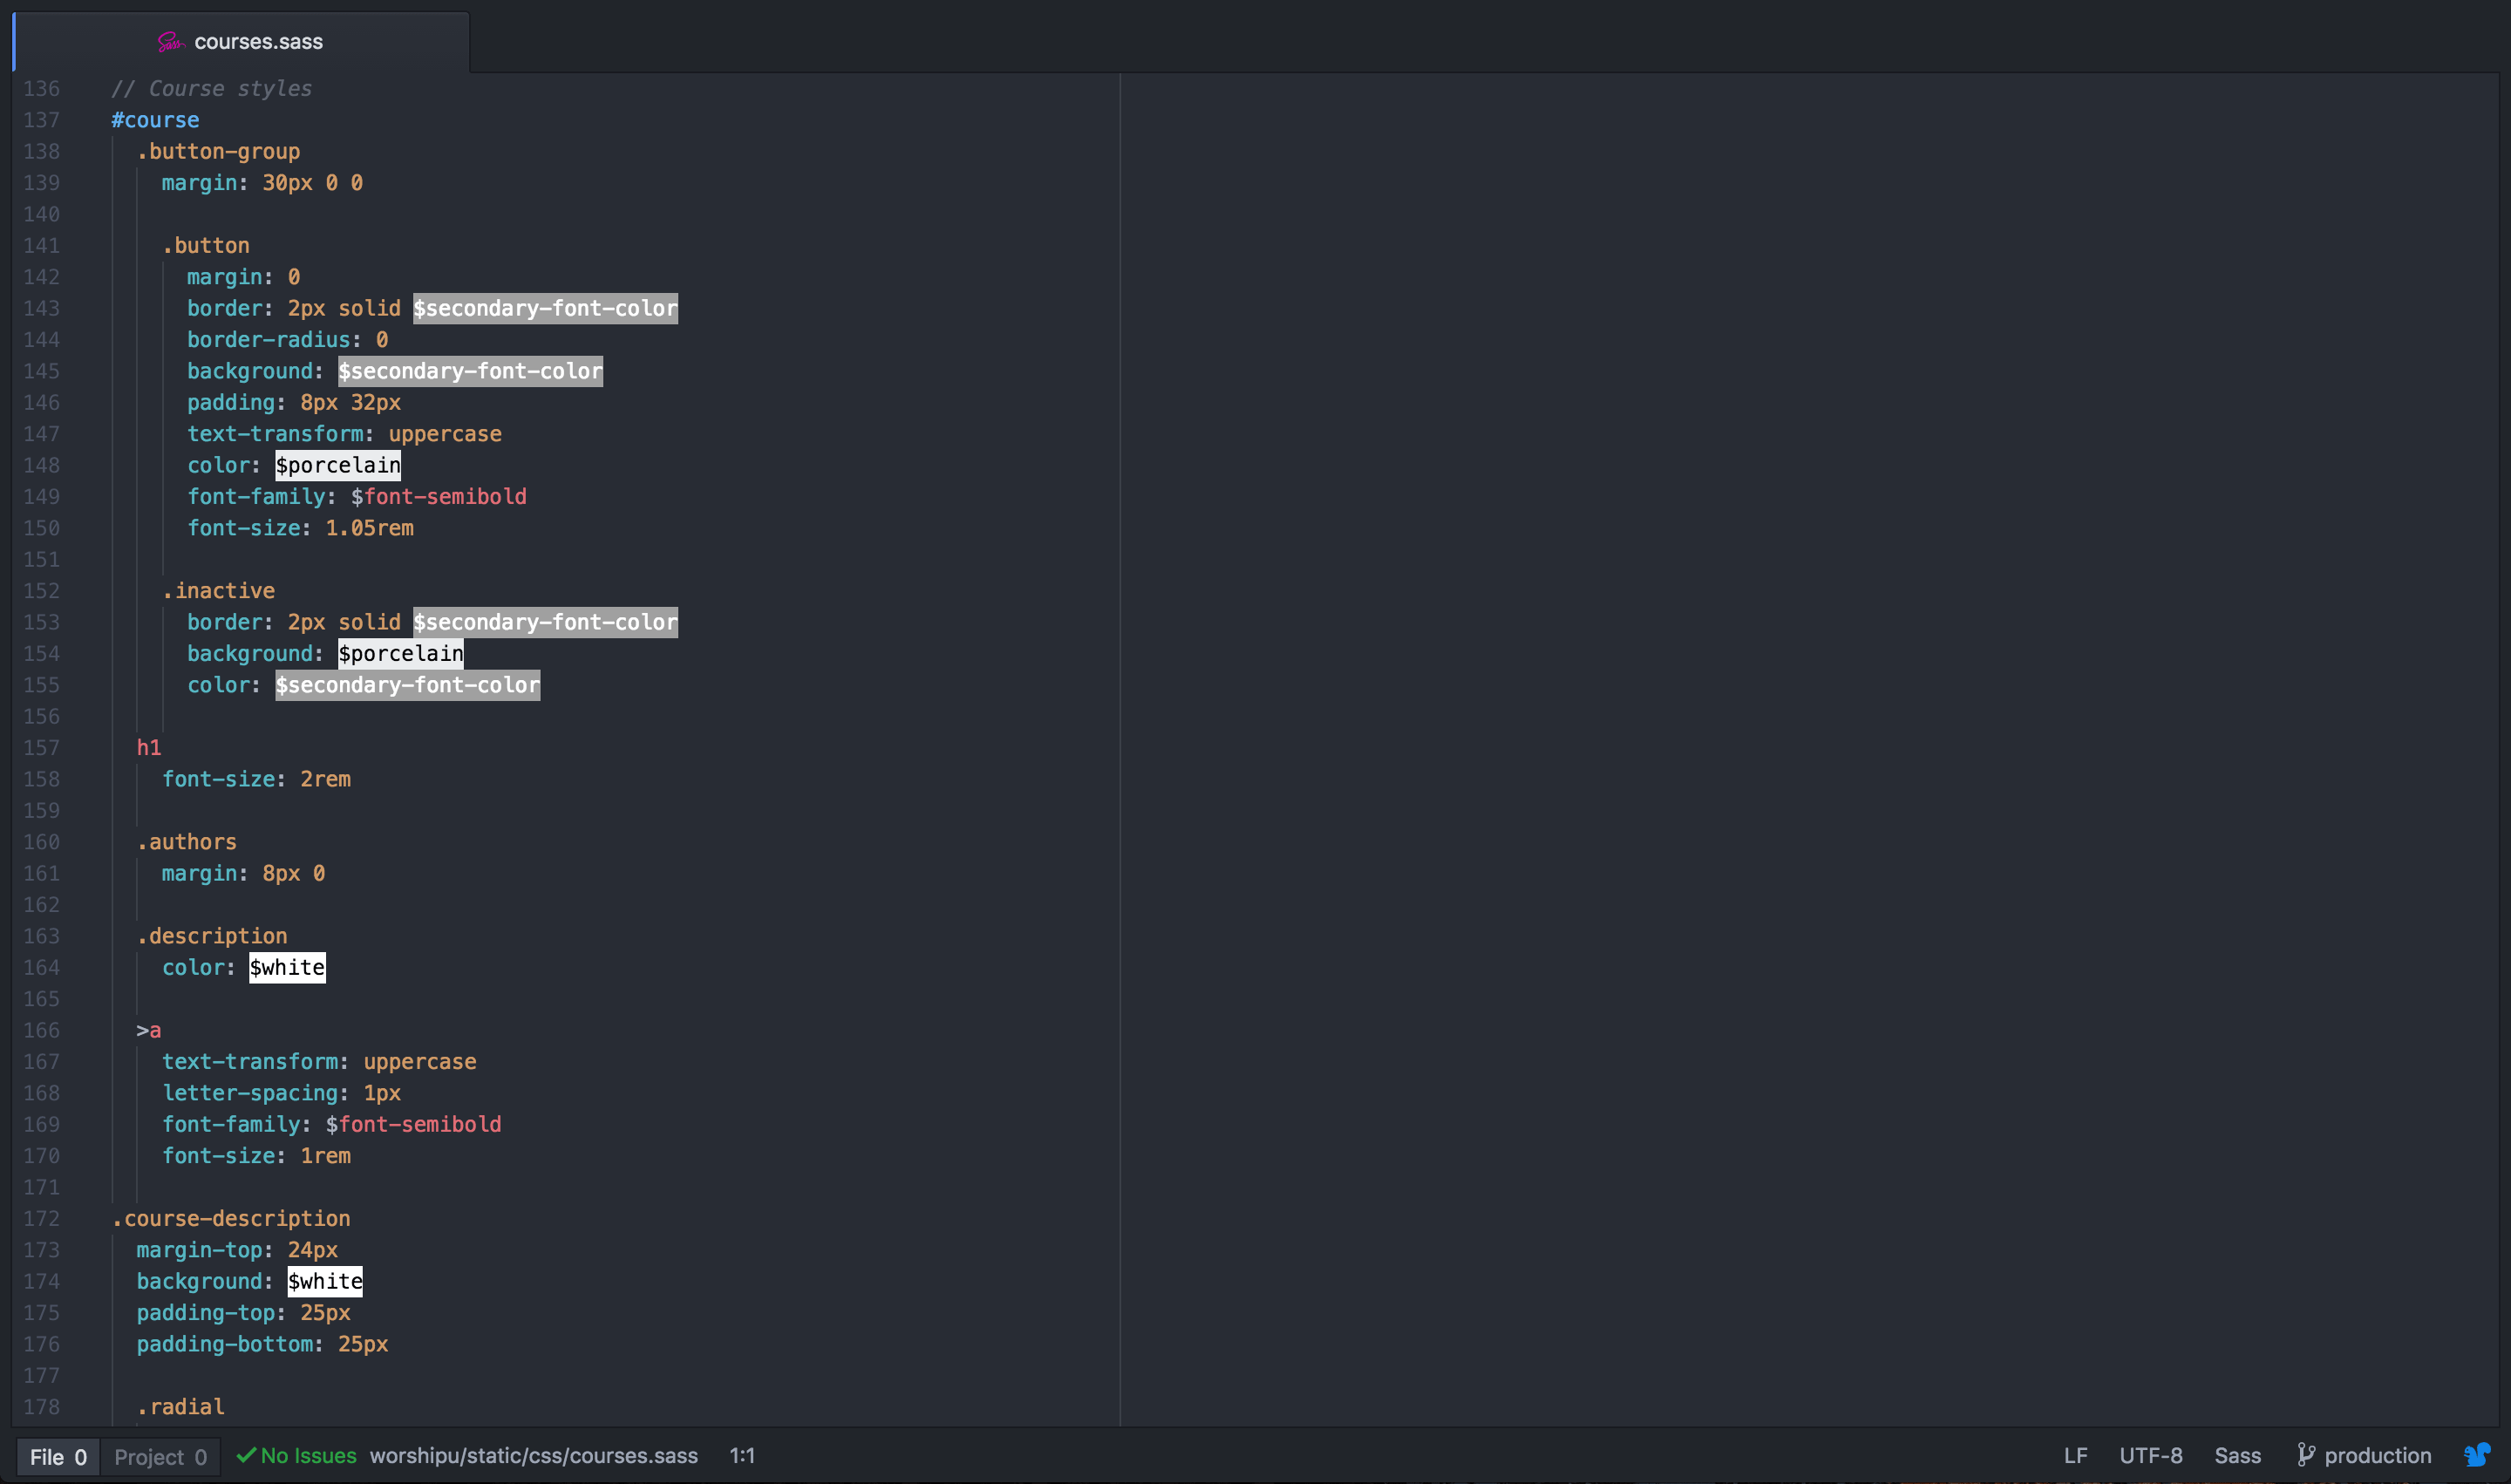 Sass courses.sass
136 // Course styles
137 #course
138 .button-group
139 margin: 30px 0 0
140
141 .button
142 margin: 0
143 border: 2px solid $secondary-font-color
144 border-radius: 0
145 background: $secondary-font-color
146 padding: 8px 32px
147 text-transform: uppercase
148 color: $porcelain
149 font-family: $font-semibold
150 font-size: 1.05rem
151
152 .inactive
153 border: 2px solid $secondary-font-color
154 background: $porcelain
155 color: $secondary-font-color
156
157 h1
158 font-size: 2rem
159
160 .authors
161 margin: 8px 0
162
163 .description
164 color: $white
165
166 >a
167 text-transform: uppercase
168 letter-spacing: 1px
169 font-family: $font-semibold
170 font-size: 1rem
171
172 .course-description
173 margin-top: 24px
174 background: $white
175 padding-top: 25px
176 padding-bottom: 25px
177
178 .radial
File 0 Project 0 No Issues worshipu/static/css/courses.sass 1:1 LF UTF-8 Sass production